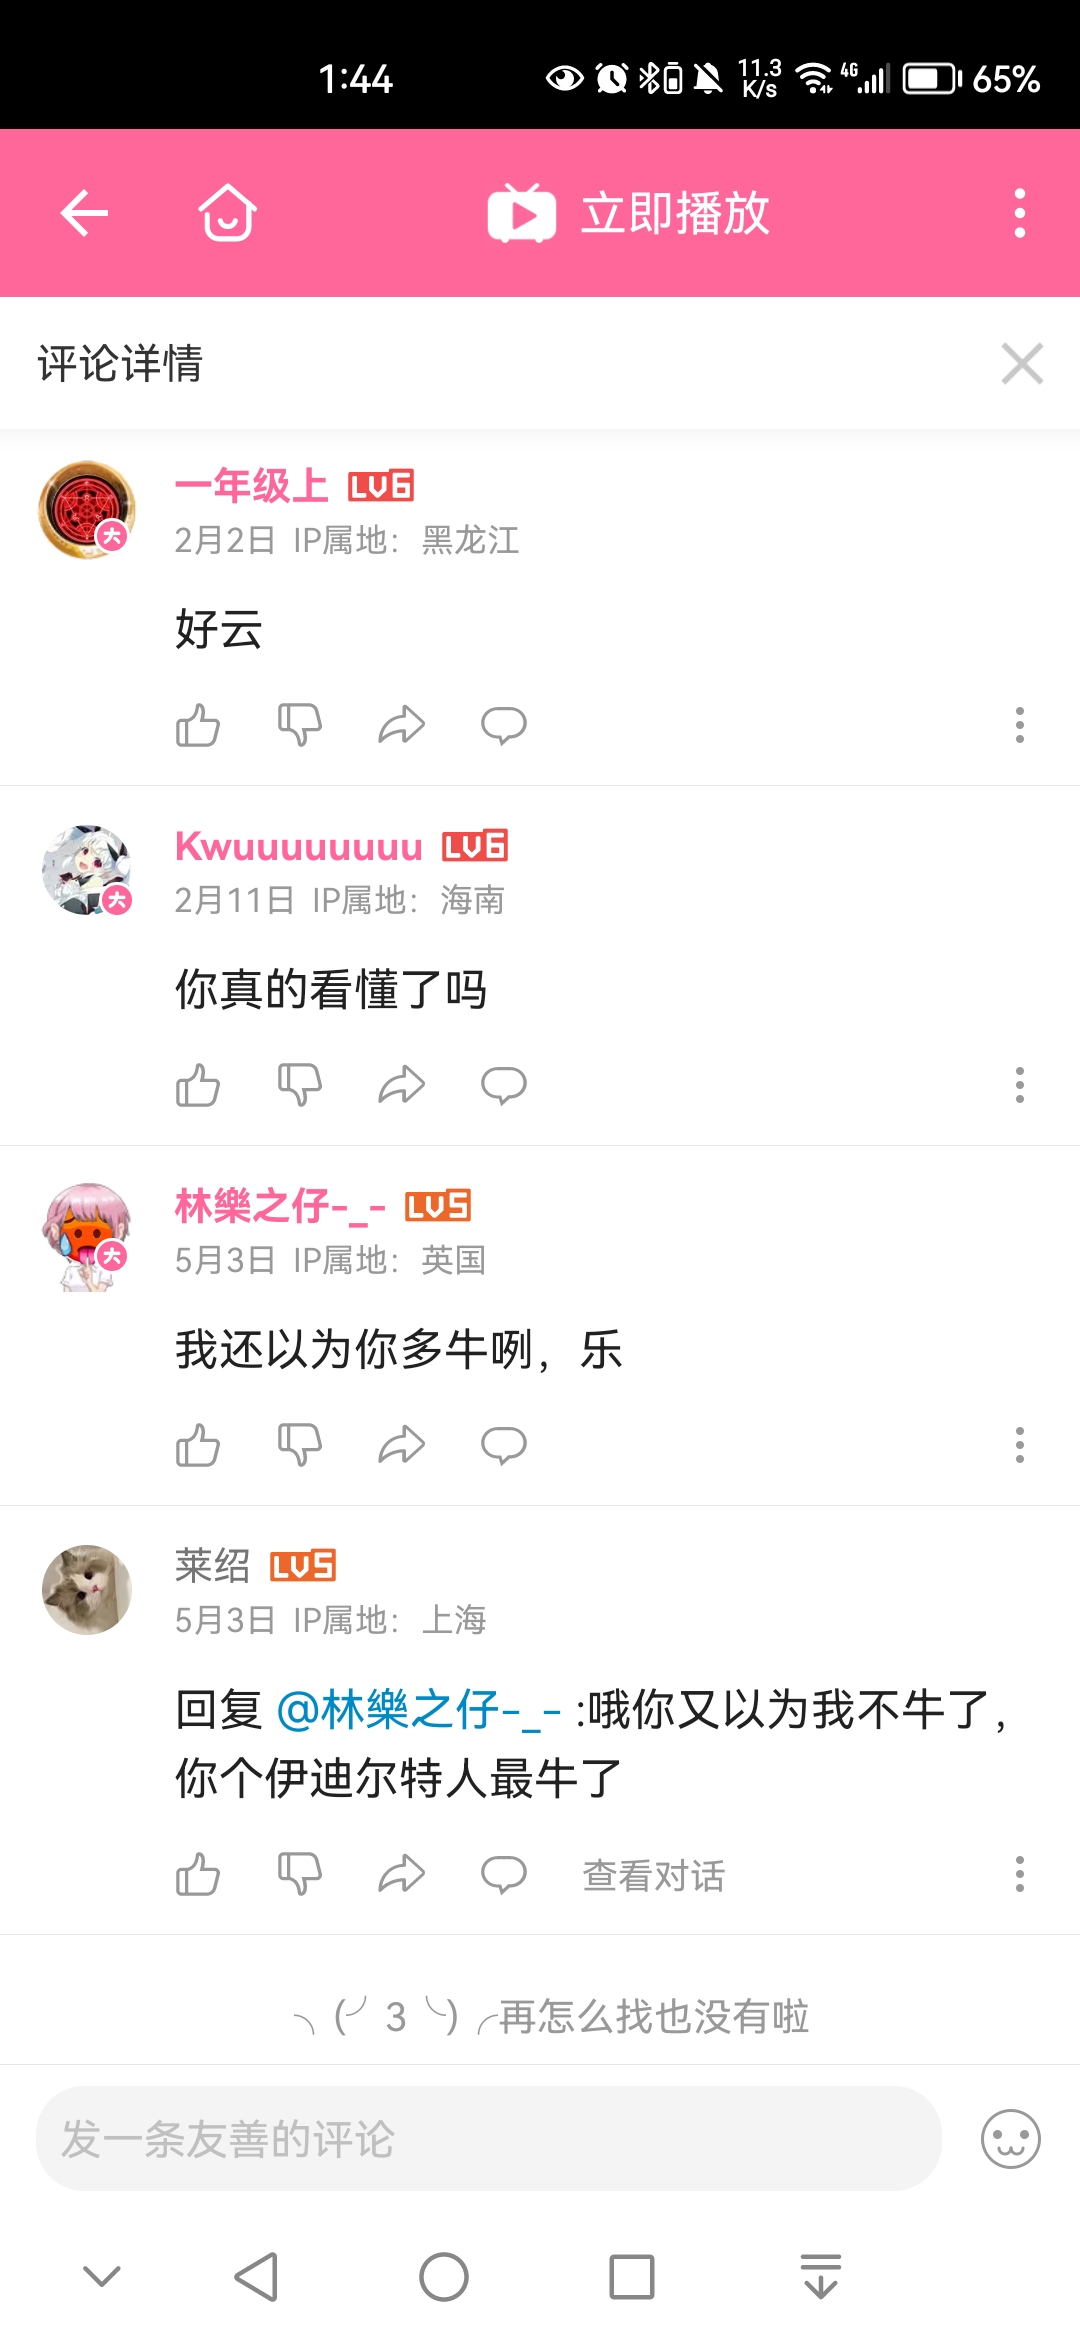 1:44 11.3 K/s 4G 65%
立即播放
评论详情
一年级上 LV6
大
2月2日 IP属地：黑龙江
好云
Kwuuuuuuuu LV6
大
2月11日 IP属地：海南
你真的看懂了吗
林樂之仔-_- LV5
大
5月3日 IP属地：英国
我还以为你多牛咧，乐
莱绍 LV5
5月3日 IP属地：上海
回复 @林樂之仔-_- :哦你又以为我不牛了，
你个伊迪尔特人最牛了
查看对话
╮(╯3╰)╭再怎么找也没有啦
发一条友善的评论